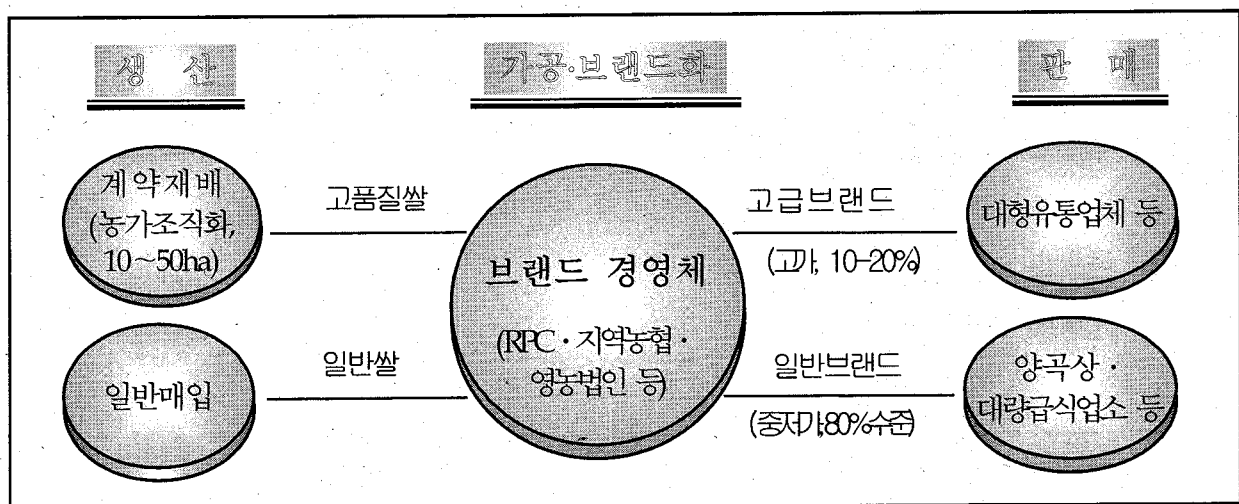 생 산
가공·브랜드화
판 매
계약재배
(농가조직화,
10~50ha)
고품질쌀
고급브랜드
(고가, 10-20%)
대형유통업체 등
브랜드 경영체
(RPC·지역농협·
영농법인 등)
일반매입
일반쌀
일반브랜드
(중저가,80%수준)
양곡상·
대량급식업소 등